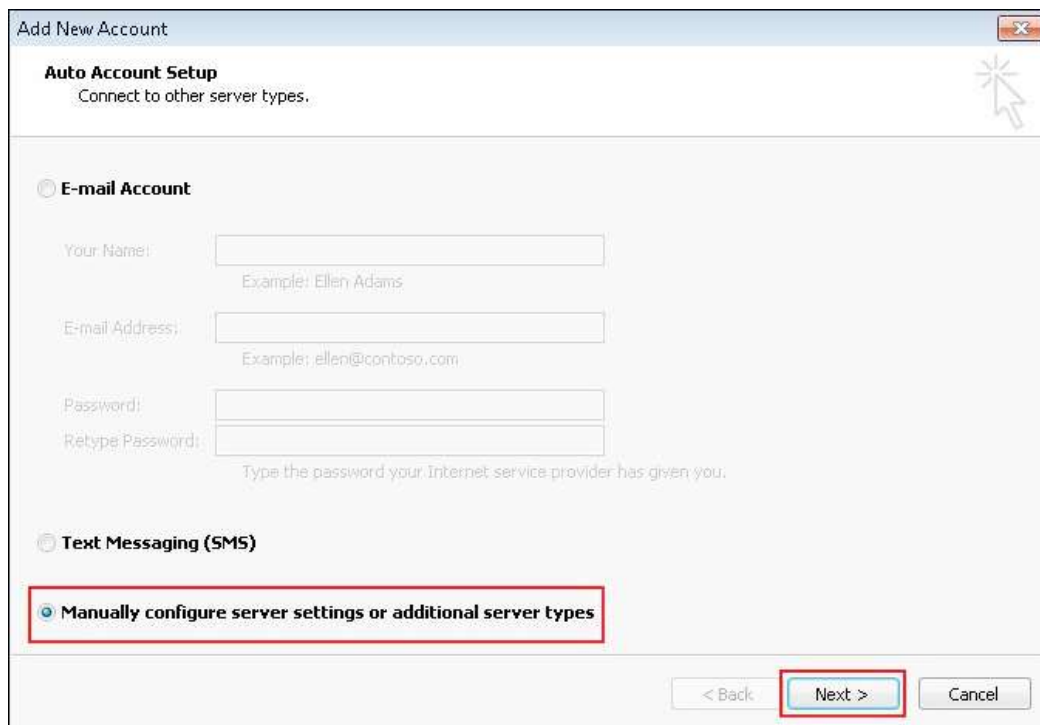 Add New Account
Auto Account Setup
Connect to other server types.
E-mail Account
Your Name:
Example: Ellen Adams
E-mail Address:
Example: ellen@contoso.com
Password:
Retype Password:
Type the password your Internet service provider has given you.
Text Messaging (SMS)
Manually configure server settings or additional server types
< Back Next > Cancel